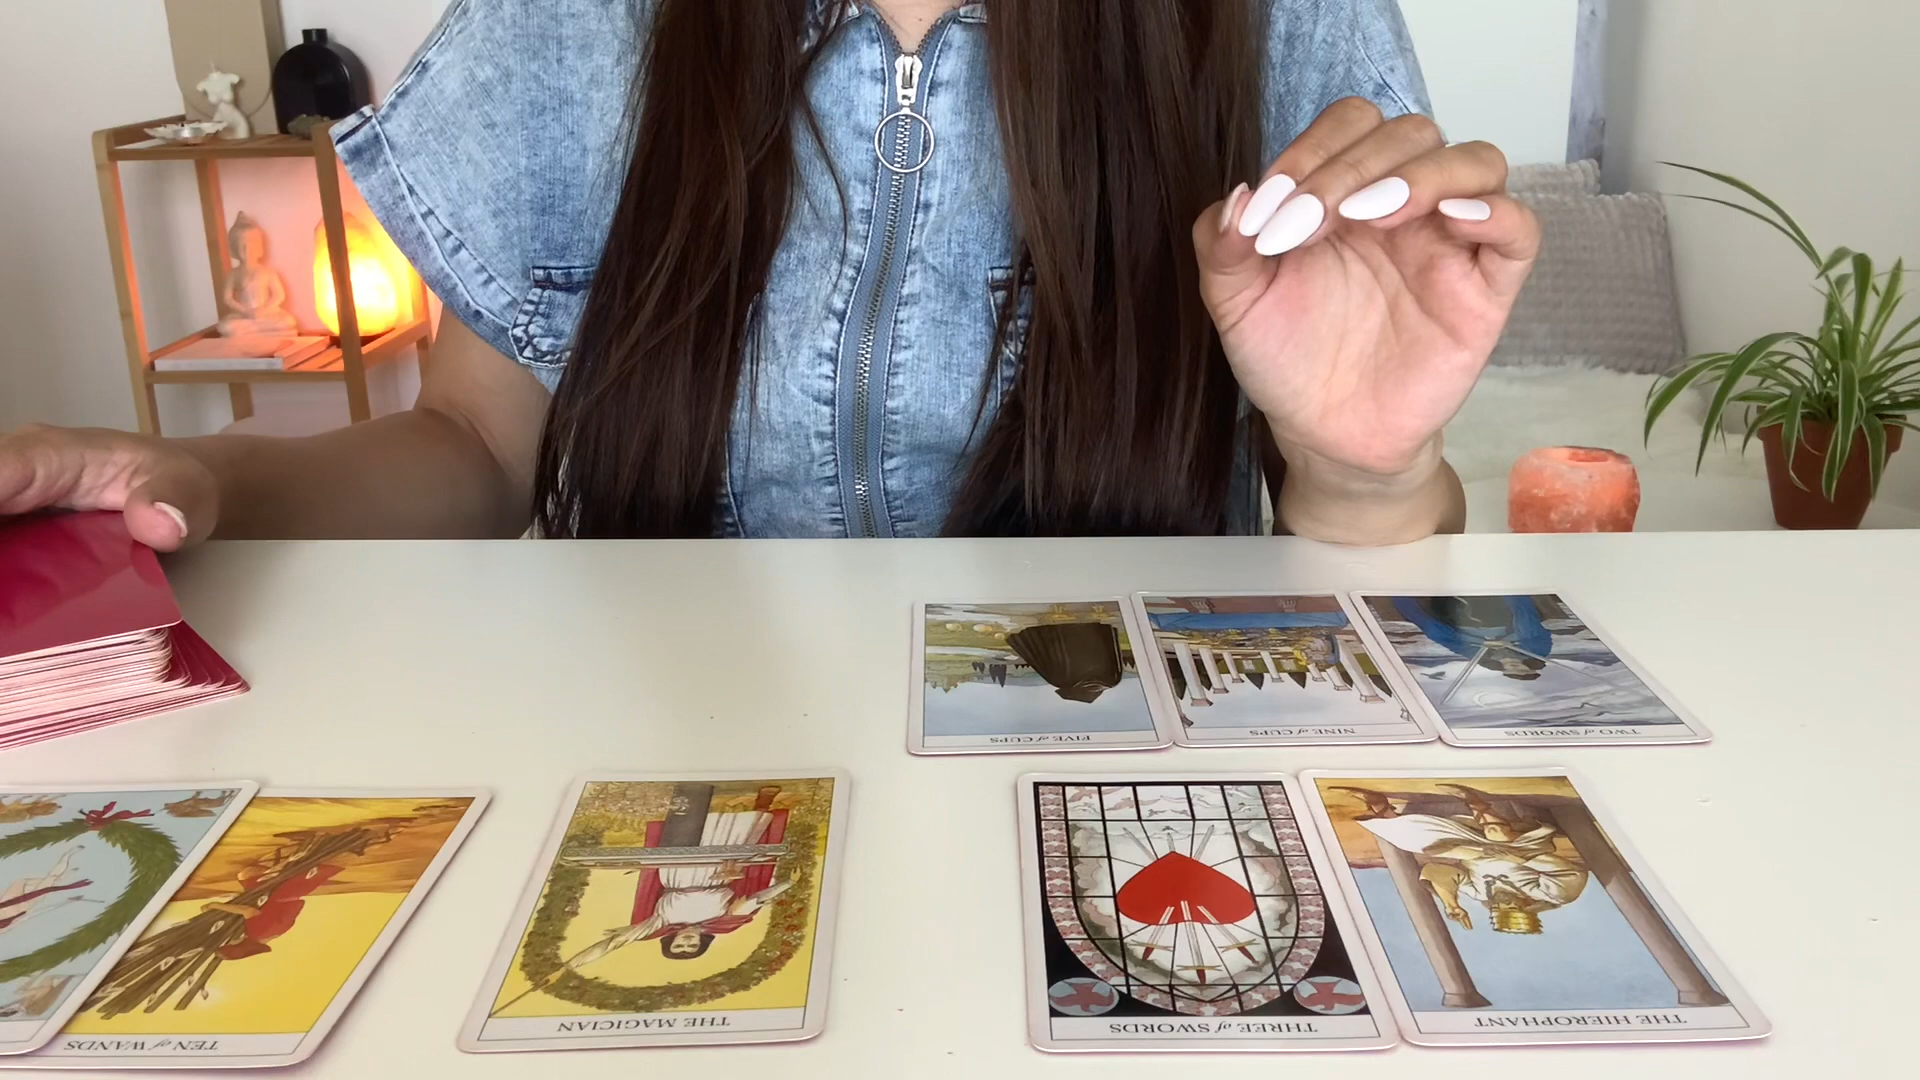 FIVE of CUPS
NINE of CUPS
TWO of SWORDS
TEN of WANDS
THE MAGICIAN
THREE of SWORDS
THE HIEROPHANT